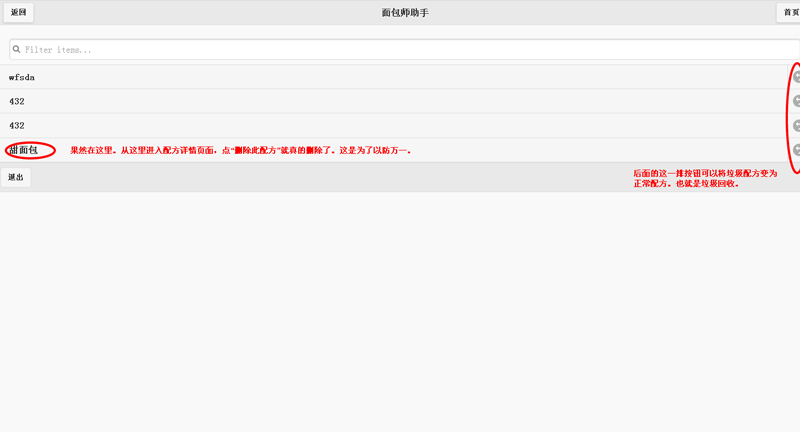 返回
面包师助手
首页
Filter items...
wfsda
432
432
甜面包
果然在这里。从这里进入配方详情页面，点“删除此配方”就真的删除了。这是为了以防万一。
退出
后面的这一排按钮可以将垃圾配方变为
正常配方。也就是垃圾回收。